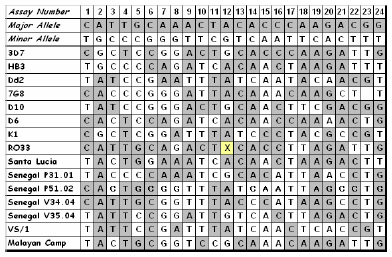 Assay Number 1 2 3 4 5 6 7 8 9 10 11 12 13 14 15 16 17 18 19 20 21 22 23 24
Major Allele C A T T G C A A A C T A C A C C C A A G A C G G
Minor Allele T G C C C G G G T T C G T C A A T T C A C T T T
3D7 C G C T C C G G A C T G C A C C C A A G A T T G
HB3 T G C C C C A G A T C A C A A C T A A G A C G G
Dd2 T A T C C G A A T T T A T C A A T A C A A C G T
7G8 C A C C C G G G A T T A C A A C A A C G C T T
D10 T A T C C G G G A C T G C A A C T T C G A C G G
D6 C A C T C C A G A T C A C A A C C A A A A C T G
K1 C G C T C G G A T T T A T C C C T A C G A C G T
RO33 C A T T G C A G A C T X C A C C T T A G A T T G
Santa Lucia T A C T G G A A A T C A C A A C T T A G A C T G
Senegal P31.01 T A C C C C A A A T C G C A C C T A A G A C T G
Senegal P51.02 C A C T G C G G T T T A T C A A T T A G C C T G
Senegal V34.04 C A T T C C G G T T T A C C C A T A A G C C T G
Senegal V35.04 C A T T C C G G A T T G T C A C T T A G A C T G
VS/1 T A T T C C G A T T T A T C A A C T C A C C G T
Malayan Camp T A C T G C G G T C C G C A A C A A G A T T G